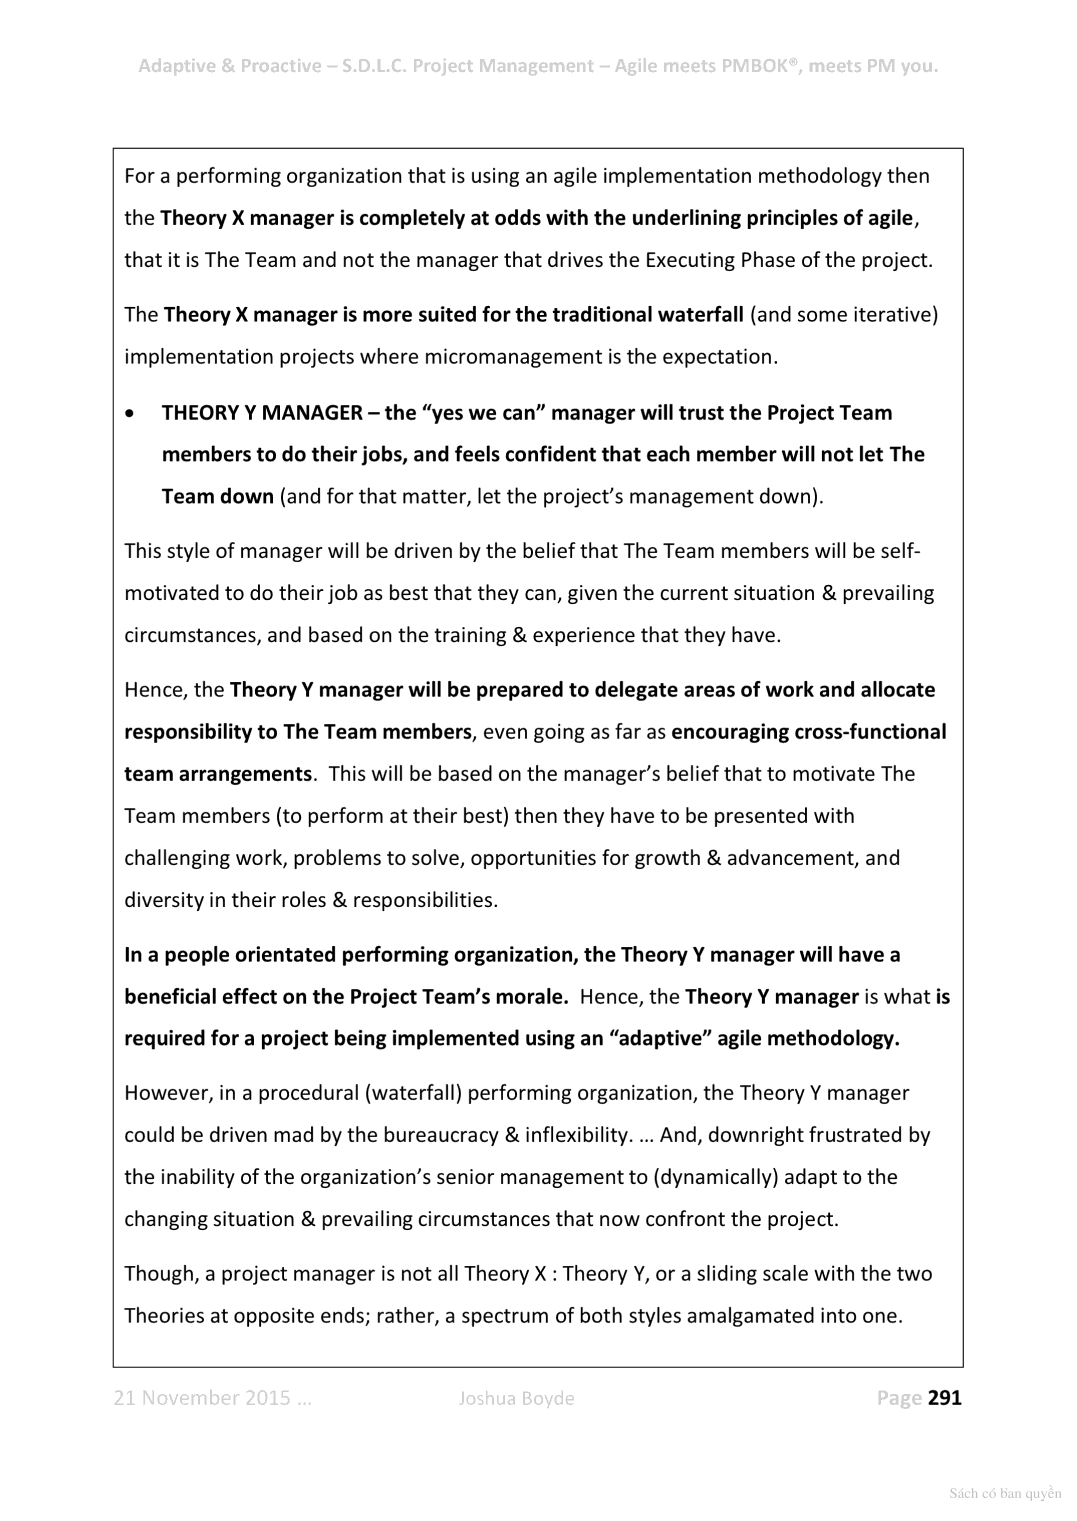 Adaptive & Proactive – S.D.L.C. Project Management – Agile meets PMBOK®, meets PM you.
For a performing organization that is using an agile implementation methodology then
the Theory X manager is completely at odds with the underlining principles of agile,
that it is The Team and not the manager that drives the Executing Phase of the project.
The Theory X manager is more suited for the traditional waterfall (and some iterative)
implementation projects where micromanagement is the expectation.
• THEORY Y MANAGER – the “yes we can” manager will trust the Project Team
members to do their jobs, and feels confident that each member will not let The
Team down (and for that matter, let the project’s management down).
This style of manager will be driven by the belief that The Team members will be self-
motivated to do their job as best that they can, given the current situation & prevailing
circumstances, and based on the training & experience that they have.
Hence, the Theory Y manager will be prepared to delegate areas of work and allocate
responsibility to The Team members, even going as far as encouraging cross-functional
team arrangements.  This will be based on the manager’s belief that to motivate The
Team members (to perform at their best) then they have to be presented with
challenging work, problems to solve, opportunities for growth & advancement, and
diversity in their roles & responsibilities.
In a people orientated performing organization, the Theory Y manager will have a
beneficial effect on the Project Team’s morale.  Hence, the Theory Y manager is what is
required for a project being implemented using an “adaptive” agile methodology.
However, in a procedural (waterfall) performing organization, the Theory Y manager
could be driven mad by the bureaucracy & inflexibility. … And, downright frustrated by
the inability of the organization’s senior management to (dynamically) adapt to the
changing situation & prevailing circumstances that now confront the project.
Though, a project manager is not all Theory X : Theory Y, or a sliding scale with the two
Theories at opposite ends; rather, a spectrum of both styles amalgamated into one.
21 November 2015 … Joshua Boyde Page 291
Sách có bản quyền